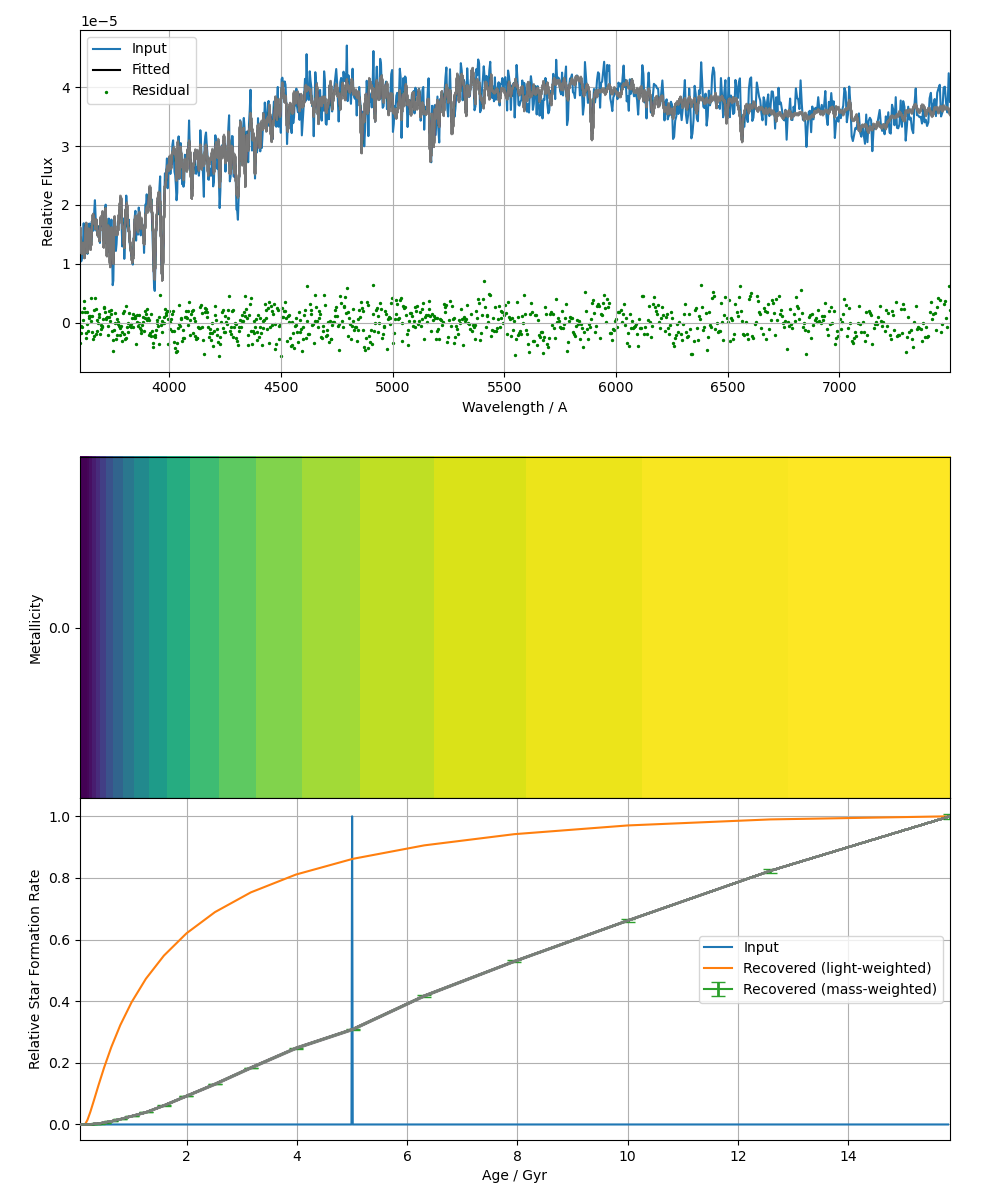 1e−5
Input
Fitted
Residual
4
3
2
1
0
Relative Flux
4000 4500 5000 5500 6000 6500 7000
Wavelength / A
0.0
Metallicity
1.0
0.8
0.6
0.4
0.2
0.0
Relative Star Formation Rate
Input
Recovered (light-weighted)
Recovered (mass-weighted)
2 4 6 8 10 12 14
Age / Gyr